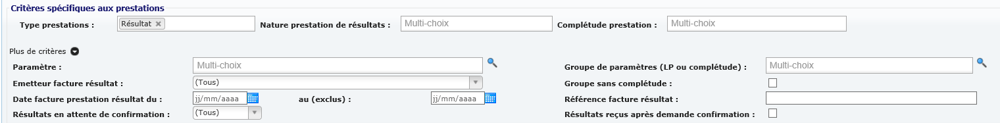 Critères spécifiques aux prestations
Type prestations : Résultat × Nature prestation de résultats : Multi-choix Complétude prestation : Multi-choix
Plus de critères
Paramètre : Multi-choix Groupe de paramètres (LP ou complétude) : Multi-choix
Emetteur facture résultat : (Tous) Groupe sans complétude :
Date facture prestation résultat du : jj/mm/aaaa au (exclus) : jj/mm/aaaa Référence facture résultat :
Résultats en attente de confirmation : (Tous) Résultats reçus après demande confirmation :